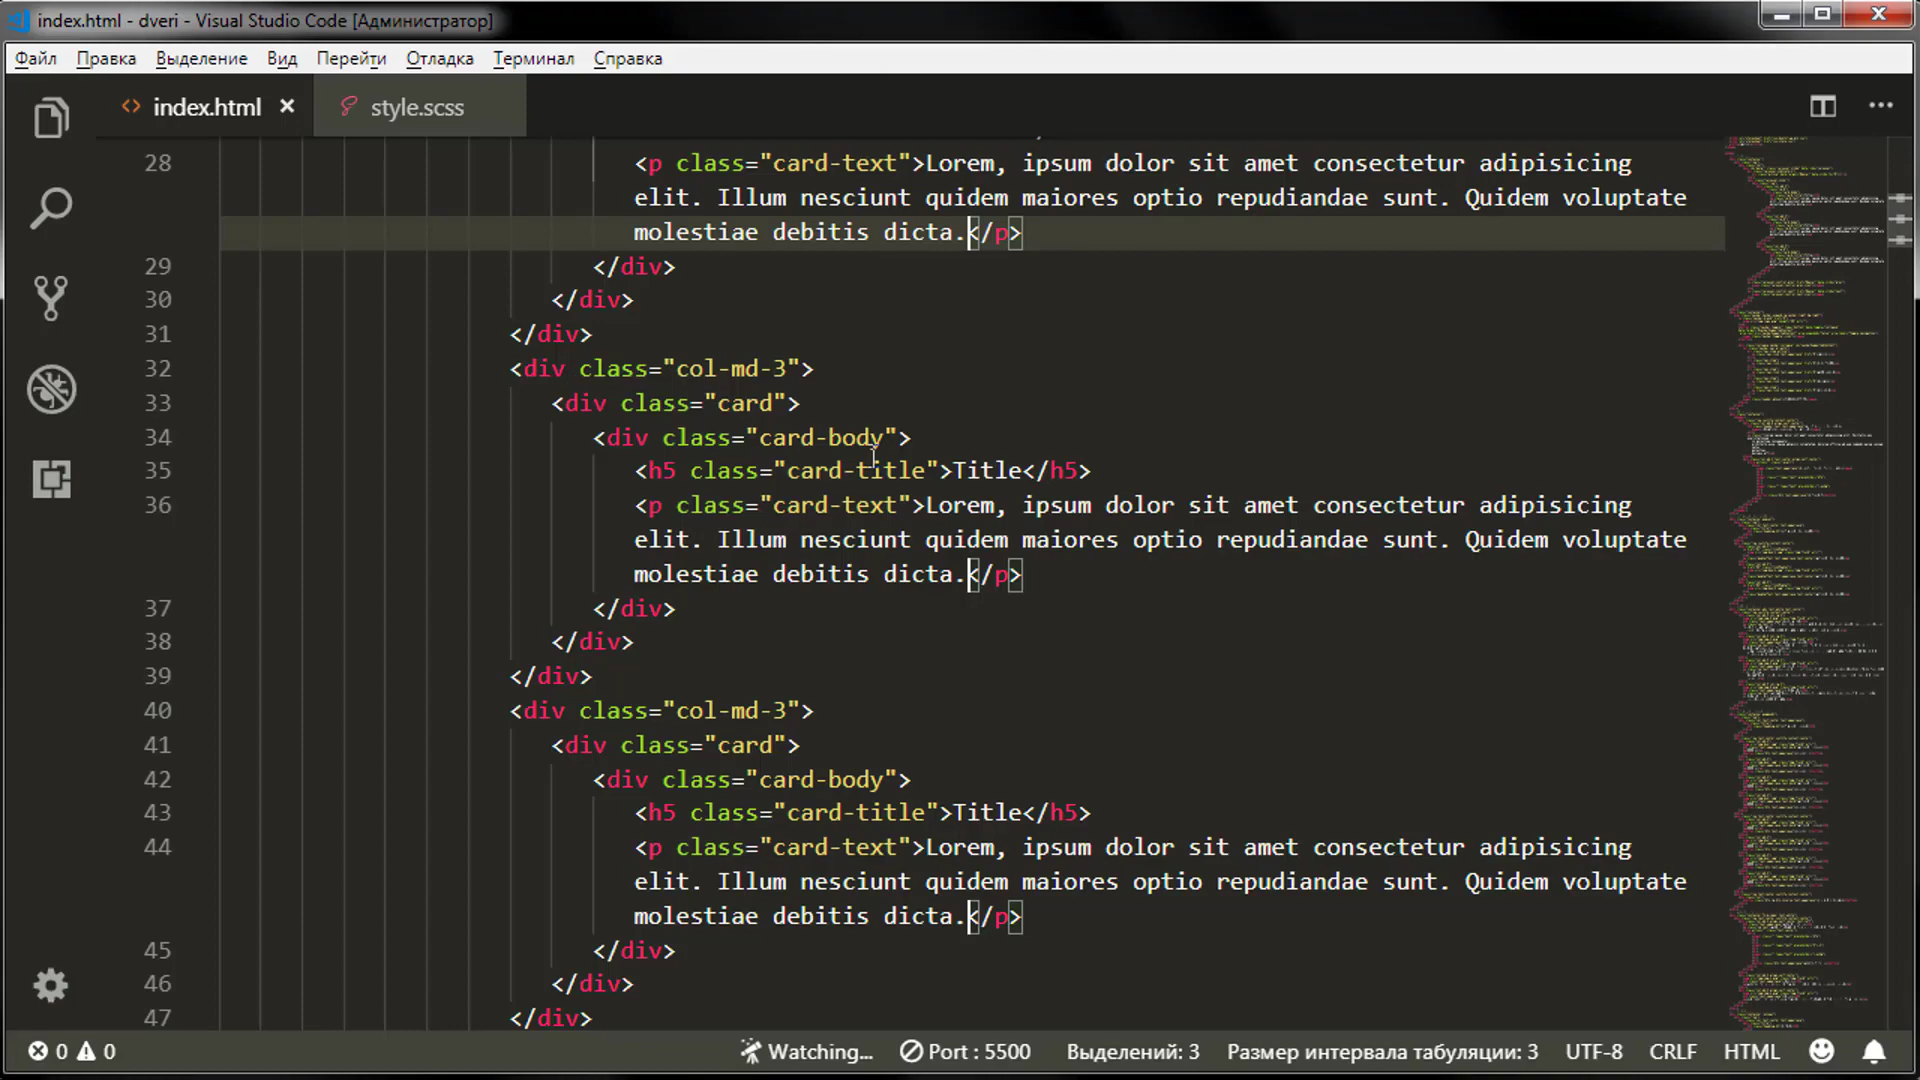 index.html - dveri - Visual Studio Code [Администратор]
Файл Правка Выделение Вид Перейти Отладка Терминал Справка
<> index.html × style.scss
28 <p class="card-text">Lorem, ipsum dolor sit amet consectetur adipisicing
elit. Illum nesciunt quidem maiores optio repudiandae sunt. Quidem voluptate
molestiae debitis dicta.</p>
29 </div>
30 </div>
31 </div>
32 <div class="col-md-3">
33 <div class="card">
34 <div class="card-body">
35 <h5 class="card-title">Title</h5>
36 <p class="card-text">Lorem, ipsum dolor sit amet consectetur adipisicing
elit. Illum nesciunt quidem maiores optio repudiandae sunt. Quidem voluptate
molestiae debitis dicta.</p>
37 </div>
38 </div>
39 </div>
40 <div class="col-md-3">
41 <div class="card">
42 <div class="card-body">
43 <h5 class="card-title">Title</h5>
44 <p class="card-text">Lorem, ipsum dolor sit amet consectetur adipisicing
elit. Illum nesciunt quidem maiores optio repudiandae sunt. Quidem voluptate
molestiae debitis dicta.</p>
45 </div>
46 </div>
47 </div>
0 0 Watching... Port : 5500 Выделений: 3 Размер интервала табуляции: 3 UTF-8 CRLF HTML